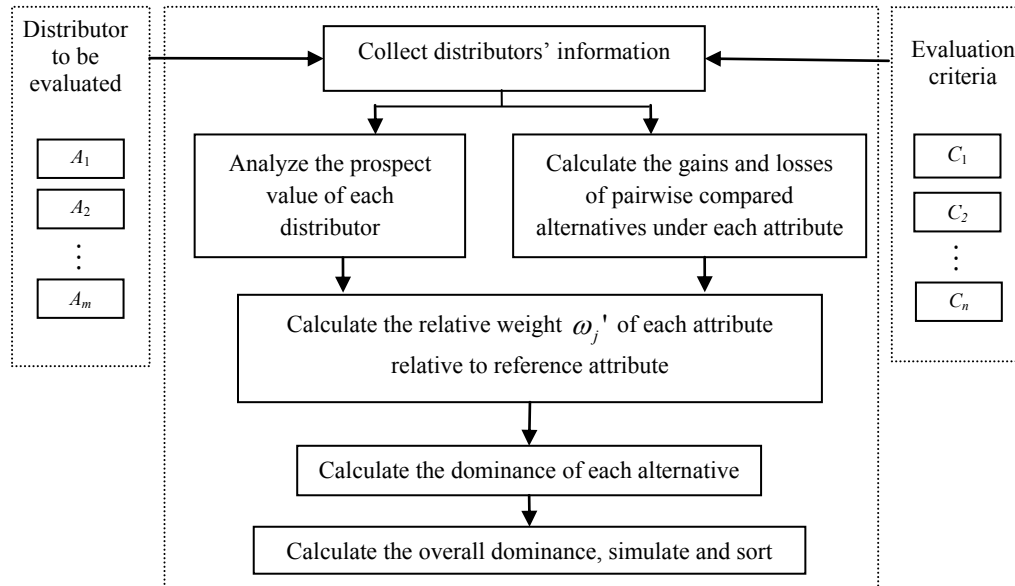 Distributor
to be
evaluated
A1
A2
⋮
Am
Collect distributors’ information
Analyze the prospect
value of each
distributor
Calculate the gains and losses
of pairwise compared
alternatives under each attribute
Calculate the relative weight ωj' of each attribute
relative to reference attribute
Calculate the dominance of each alternative
Calculate the overall dominance, simulate and sort
Evaluation
criteria
C1
C2
⋮
Cn